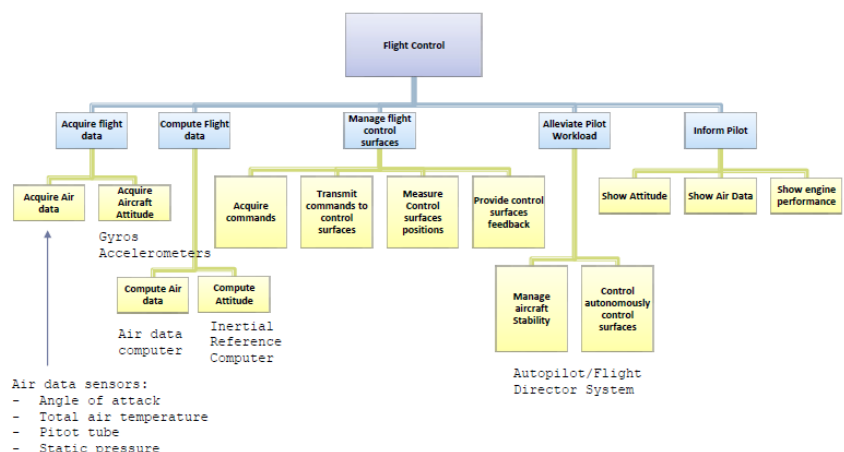 Flight Control
Acquire flight
data
Compute Flight
data
Manage flight
control
surfaces
Alleviate Pilot
Workload
Inform Pilot
Acquire Air
data
Acquire
Aircraft
Attitude
Acquire
commands
Transmit
commands to
control
surfaces
Measure
Control
surfaces
positions
Provide control
surfaces
feedback
Show Attitude
Show Air Data
Show engine
performance
Gyros
Accelerometers
Compute Air
data
Compute
Attitude
Manage
aircraft
Stability
Control
autonomously
control
surfaces
Air data
computer
Inertial
Reference
Computer
Autopilot/Flight
Director System
Air data sensors:
- Angle of attack
- Total air temperature
- Pitot tube
- Static pressure